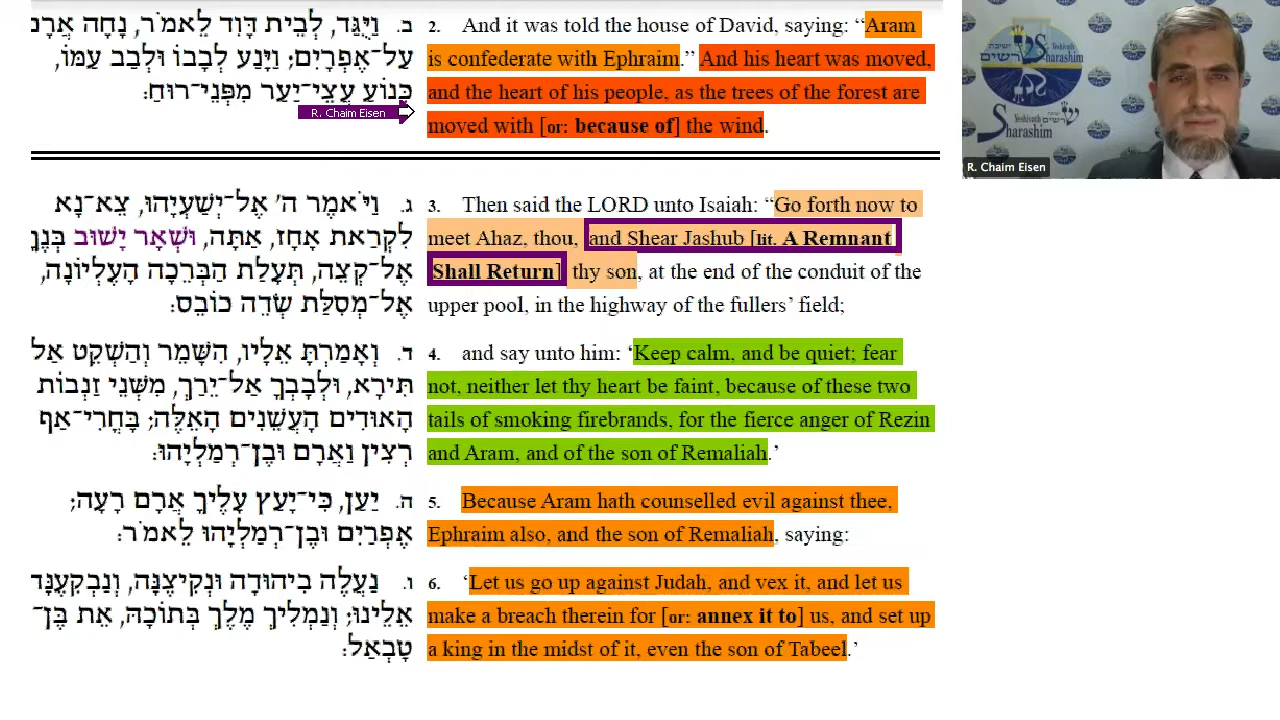 ב. וַיֻּגַּד, לְבֵית דָּוִד לֵאמֹר, נָחָה אֲרָם
עַל־אֶפְרָיִם; וַיָּנַע לְבָבוֹ וּלְבַב עַמּוֹ,
כְּנוֹעַ עֲצֵי־יַעַר מִפְּנֵי־רוּחַ:
R. Chaim Eisen
2. And it was told the house of David, saying: “Aram
is confederate with Ephraim.” And his heart was moved,
and the heart of his people, as the trees of the forest are
moved with [or: because of] the wind.
ג. וַיֹּאמֶר ה' אֶל־יְשַׁעְיָהוּ, צֵא־נָא
לִקְרַאת אָחָז, אַתָּה, וּשְׁאָר יָשׁוּב בְּנֶךָ
אֶל־קְצֵה, תְּעָלַת הַבְּרֵכָה הָעֶלְיוֹנָה,
אֶל־מְסִלַּת שְׂדֵה כוֹבֵס:
3. Then said the LORD unto Isaiah: “Go forth now to
meet Ahaz, thou, and Shear Jashub [lit. A Remnant
Shall Return] thy son, at the end of the conduit of the
upper pool, in the highway of the fullers’ field;
ד. וְאָמַרְתָּ אֵלָיו, הִשָּׁמֵר וְהַשְׁקֵט אַל
תִּירָא, וּלְבָבְךָ אַל־יֵרַךְ, מִשְּׁנֵי זַנְבוֹת
הָאוּדִים הָעֲשֵׁנִים הָאֵלֶּה; בָּחֳרִי־אַף
רְצִין וַאֲרָם וּבֶן־רְמַלְיָהוּ:
4. and say unto him: ‘Keep calm, and be quiet; fear
not, neither let thy heart be faint, because of these two
tails of smoking firebrands, for the fierce anger of Rezin
and Aram, and of the son of Remaliah.’
ה. יַעַן, כִּי־יָעַץ עָלֶיךָ אֲרָם רָעָה;
אֶפְרַיִם וּבֶן־רְמַלְיָהוּ לֵאמֹר:
5. Because Aram hath counselled evil against thee,
Ephraim also, and the son of Remaliah, saying:
ו. נַעֲלֶה בִיהוּדָה וּנְקִיצֶנָּה, וְנַבְקִעֶנָּה
אֵלֵינוּ; וְנַמְלִיךְ מֶלֶךְ בְּתוֹכָהּ, אֵת בֶּן־
טָבְאַל:
6. ‘Let us go up against Judah, and vex it, and let us
make a breach therein for [or: annex it to] us, and set up
a king in the midst of it, even the son of Tabeel.’
ישיבת
שרשים
Yeshivath
Sharashim
R. Chaim Eisen